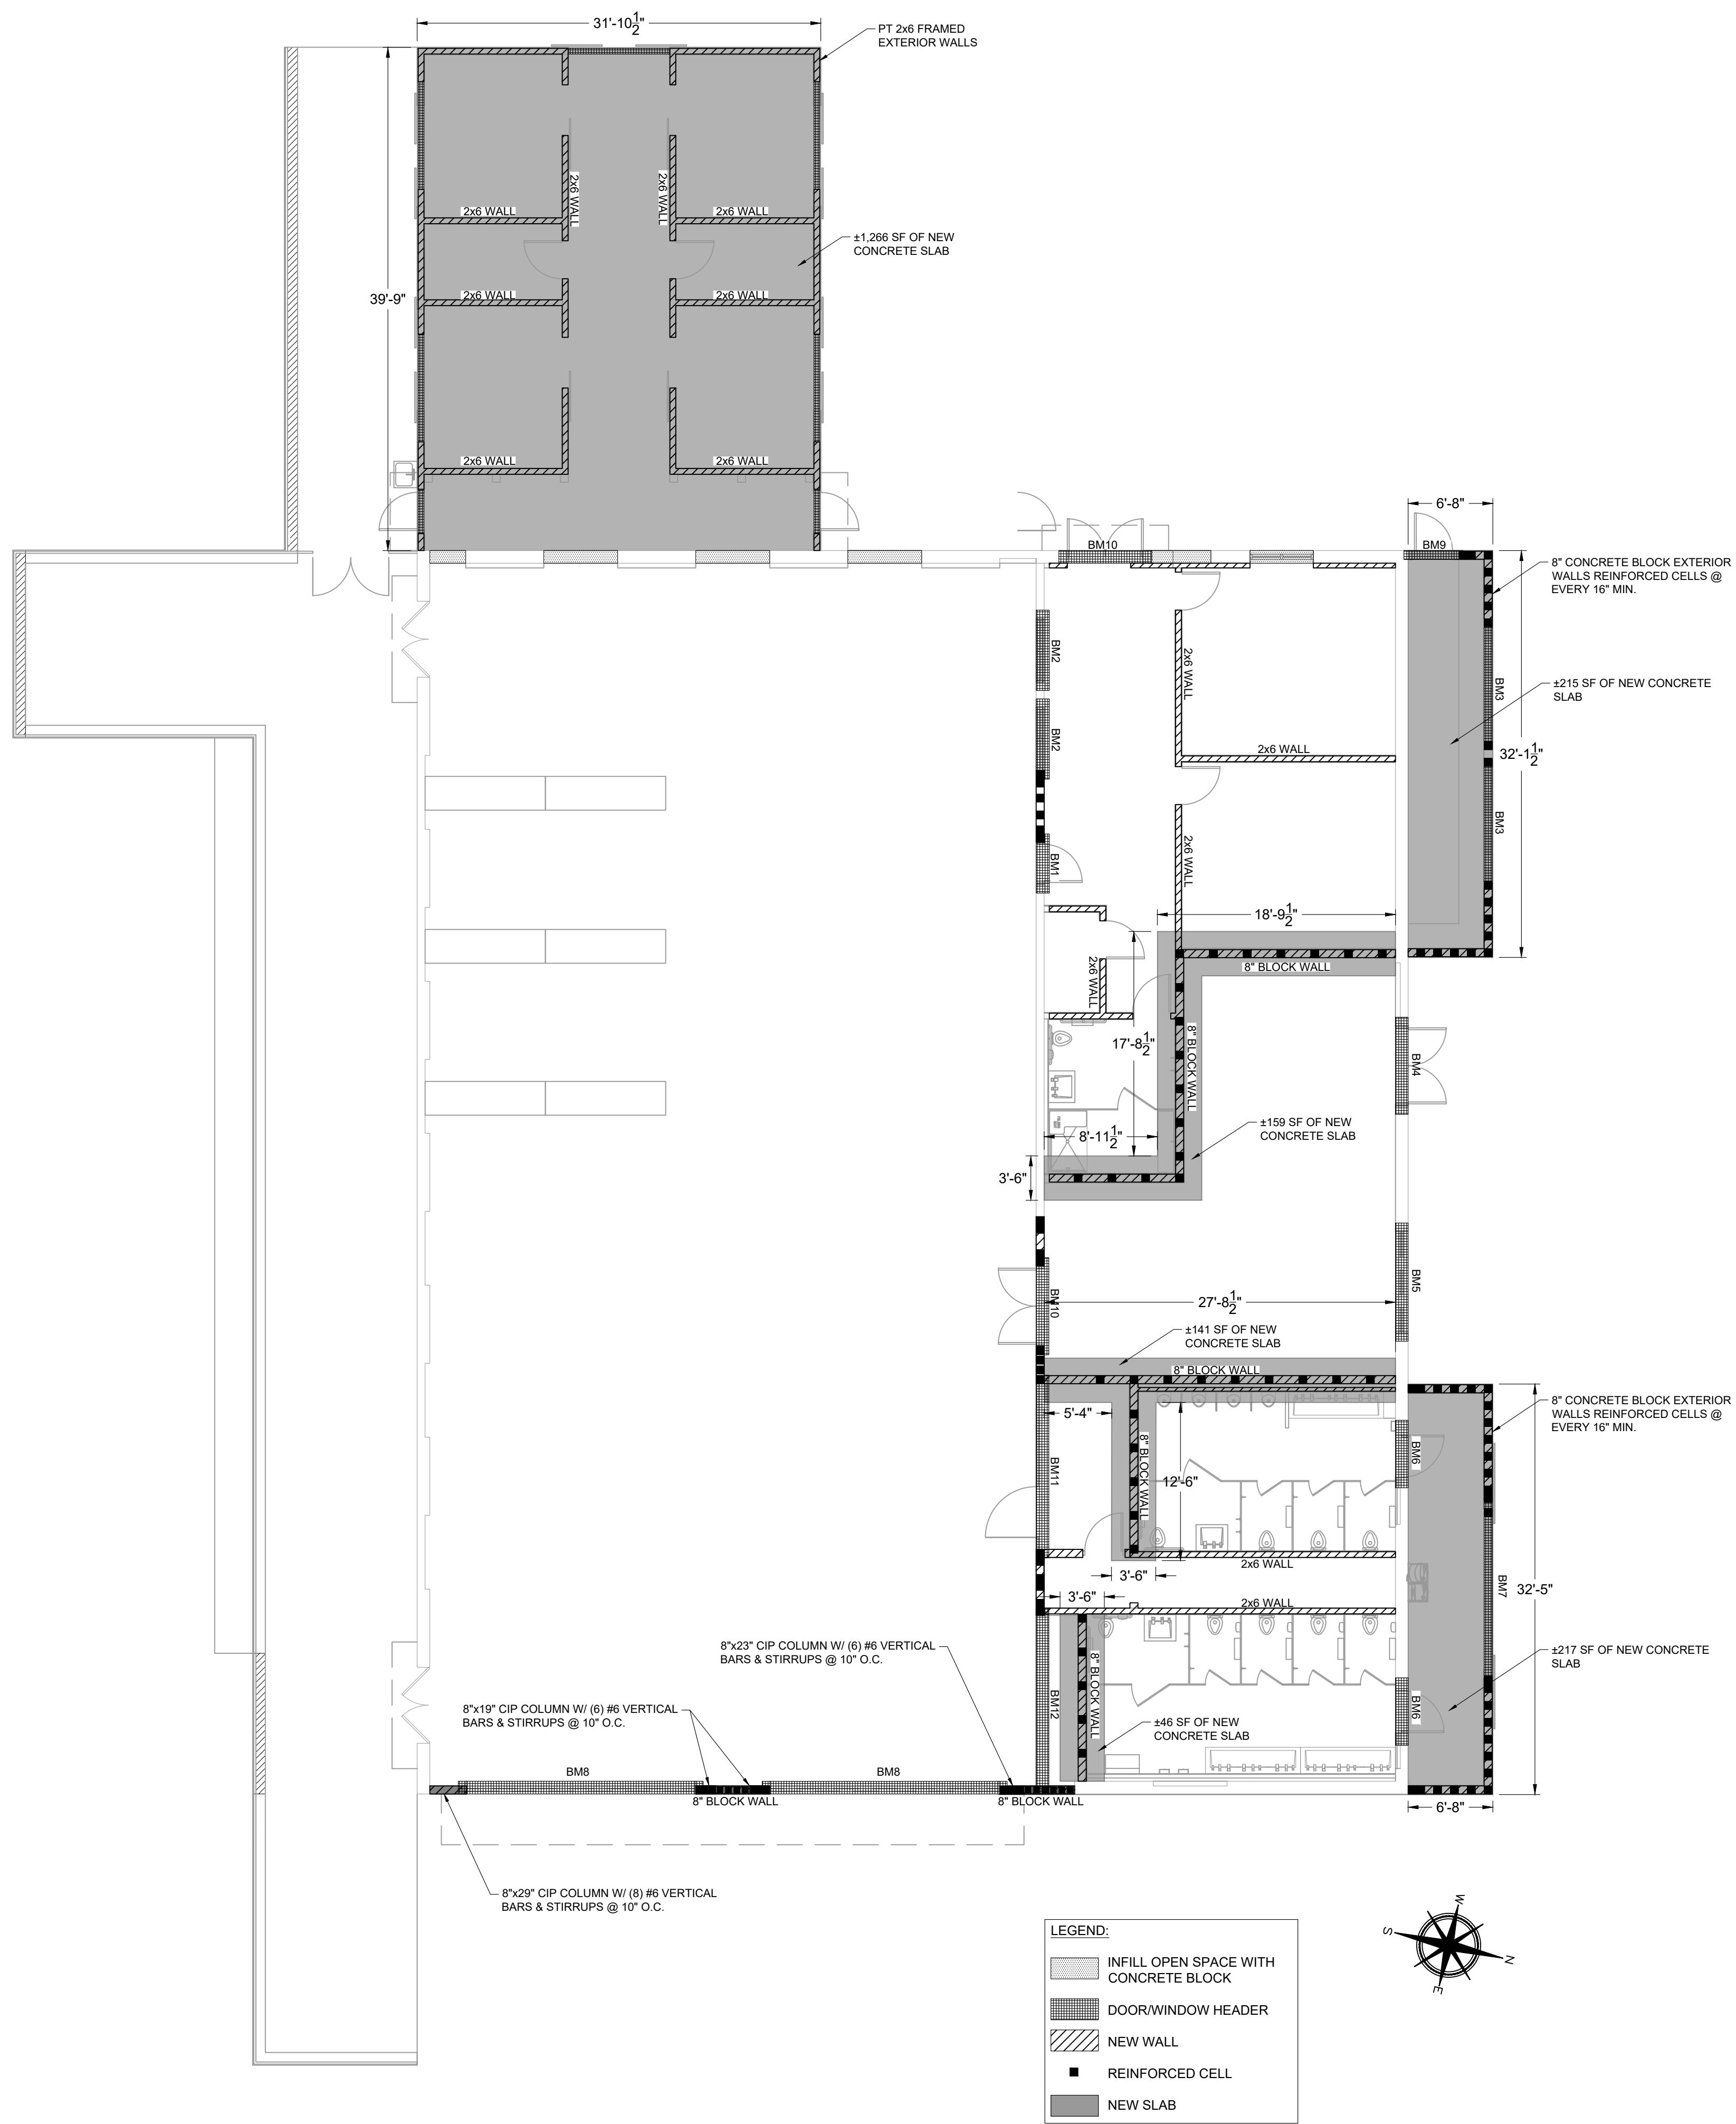 31'-10 1/2"
PT 2x6 FRAMED
EXTERIOR WALLS
2x6 WALL
2x6 WALL
2x6 WALL
2x6 WALL
±1,266 SF OF NEW
CONCRETE SLAB
39'-9"
2x6 WALL
2x6 WALL
2x6 WALL
2x6 WALL
6'-8"
BM10
BM9
8" CONCRETE BLOCK EXTERIOR
WALLS REINFORCED CELLS @
EVERY 16" MIN.
BM2
2x6 WALL
BM3
±215 SF OF NEW CONCRETE
SLAB
BM2
2x6 WALL
32'-1 1/2"
BM3
BM1
2x6 WALL
18'-9 1/2"
8" BLOCK WALL
2x6 WALL
17'-8 1/2"
8" BLOCK WALL
BM4
±159 SF OF NEW
CONCRETE SLAB
8'-11 1/2"
3'-6"
BM5
BM10
27'-8 1/2"
±141 SF OF NEW
CONCRETE SLAB
8" BLOCK WALL
8" CONCRETE BLOCK EXTERIOR
WALLS REINFORCED CELLS @
EVERY 16" MIN.
5'-4"
BM6
BM11
8" BLOCK WALL
12'-6"
2x6 WALL
3'-6"
BM7
32'-5"
3'-6"
2x6 WALL
8"x23" CIP COLUMN W/ (6) #6 VERTICAL
BARS & STIRRUPS @ 10" O.C.
±217 SF OF NEW CONCRETE
SLAB
8" BLOCK WALL
BM12
BM6
8"x19" CIP COLUMN W/ (6) #6 VERTICAL
BARS & STIRRUPS @ 10" O.C.
±46 SF OF NEW
CONCRETE SLAB
BM8
BM8
8" BLOCK WALL
8" BLOCK WALL
6'-8"
8"x29" CIP COLUMN W/ (8) #6 VERTICAL
BARS & STIRRUPS @ 10" O.C.
W
S
N
E
LEGEND:
INFILL OPEN SPACE WITH
CONCRETE BLOCK
DOOR/WINDOW HEADER
NEW WALL
REINFORCED CELL
NEW SLAB